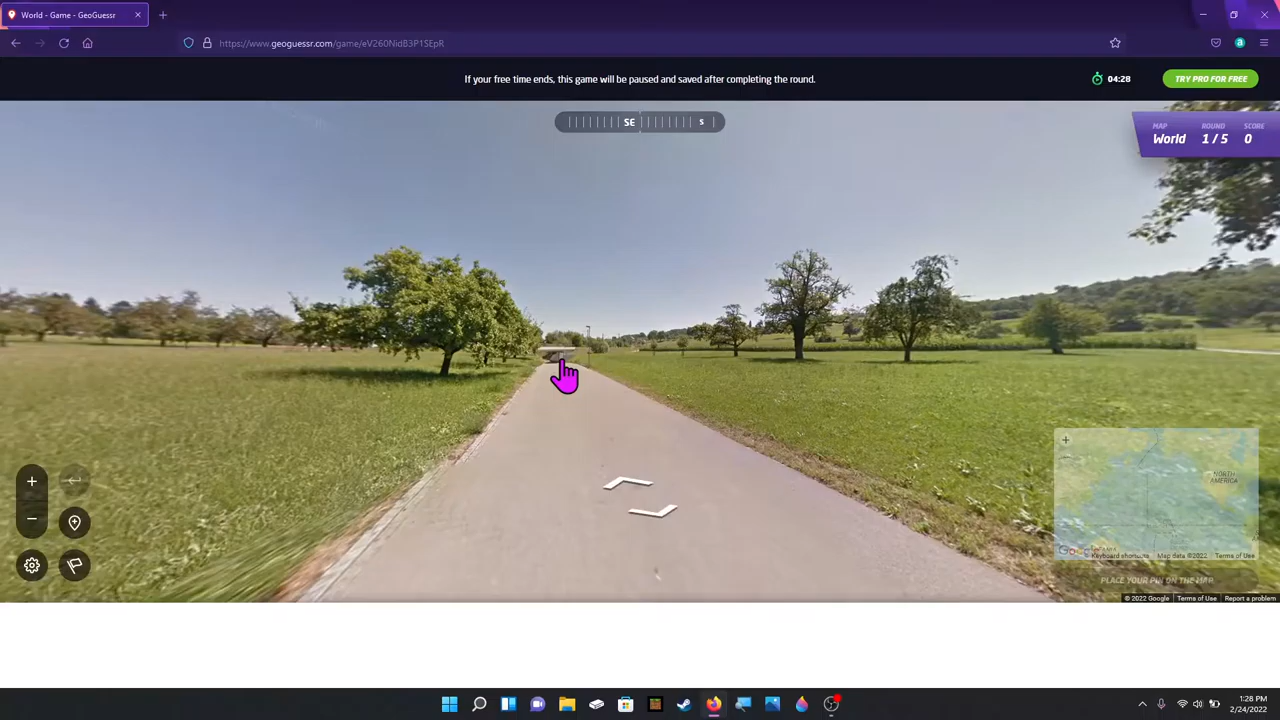 World - Game - GeoGuessr
https://www.geoguessr.com/game/eV260NidB3P1SEpR
If your free time ends, this game will be paused and saved after completing the round.
04:28
TRY PRO FOR FREE
SE
S
MAP
World
ROUND
1 / 5
SCORE
0
NORTH
AMERICA
Keyboard shortcuts
Map data ©2022
Terms of Use
PLACE YOUR PIN ON THE MAP
© 2022 Google
Terms of Use
Report a problem
1:28 PM
2/24/2022